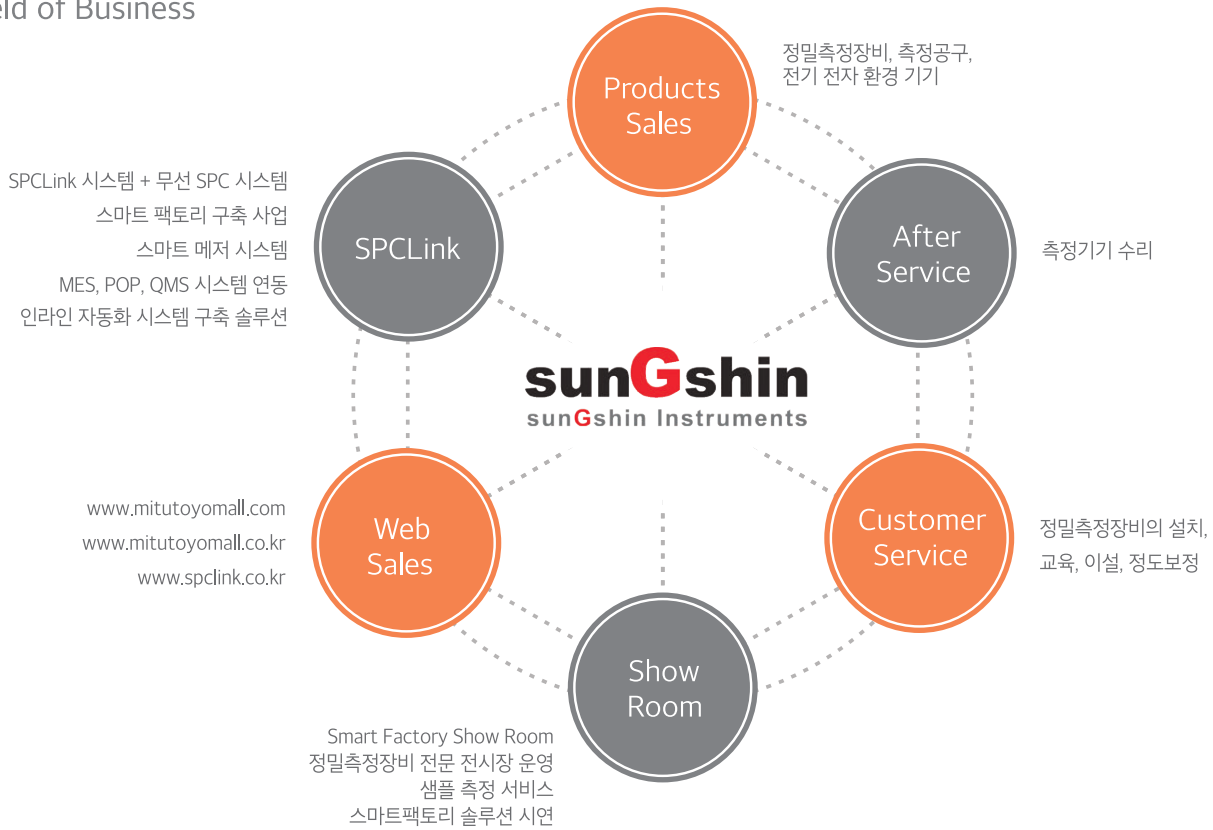 eld of Business
Products
Sales
정밀측정장비, 측정공구,
전기 전자 환경 기기
SPCLink 시스템 + 무선 SPC 시스템
스마트 팩토리 구축 사업
스마트 메저 시스템
MES, POP, QMS 시스템 연동
인라인 자동화 시스템 구축 솔루션
SPCLink
After
Service
측정기기 수리
sunGshin
sunGshin Instruments
www.mitutoyomall.com
www.mitutoyomall.co.kr
www.spclink.co.kr
Web
Sales
Customer
Service
정밀측정장비의 설치,
교육, 이설, 정도보정
Show
Room
Smart Factory Show Room
정밀측정장비 전문 전시장 운영
샘플 측정 서비스
스마트팩토리 솔루션 시연